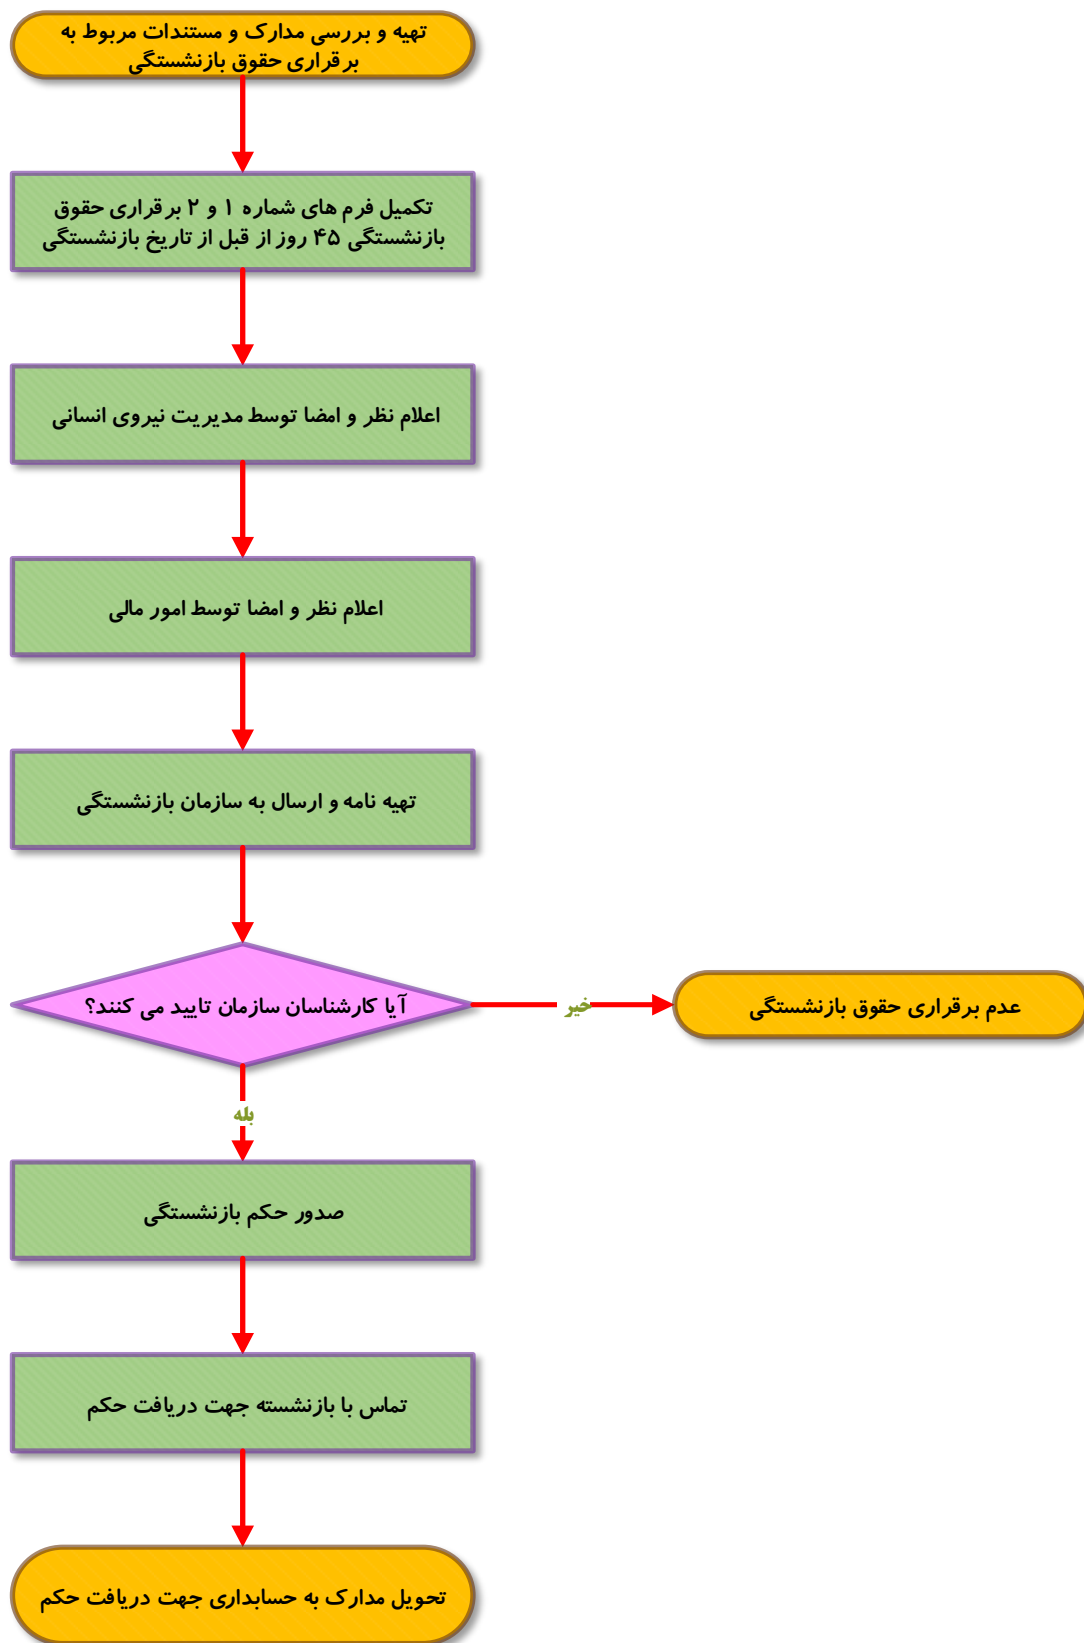 تهیه و بررسی مدارک و مستندات مربوط به
برقراری حقوق بازنشستگی
تکمیل فرم های شماره ۱ و ۲ برقراری حقوق
بازنشستگی ۴۵ روز از قبل از تاریخ بازنشستگی
اعلام نظر و امضا توسط مدیریت نیروی انسانی
اعلام نظر و امضا توسط امور مالی
تهیه نامه و ارسال به سازمان بازنشستگی
آیا کارشناسان سازمان تایید می کنند؟
خیر
عدم برقراری حقوق بازنشستگی
بله
صدور حکم بازنشستگی
تماس با بازنشسته جهت دریافت حکم
تحویل مدارک به حسابداری جهت دریافت حکم